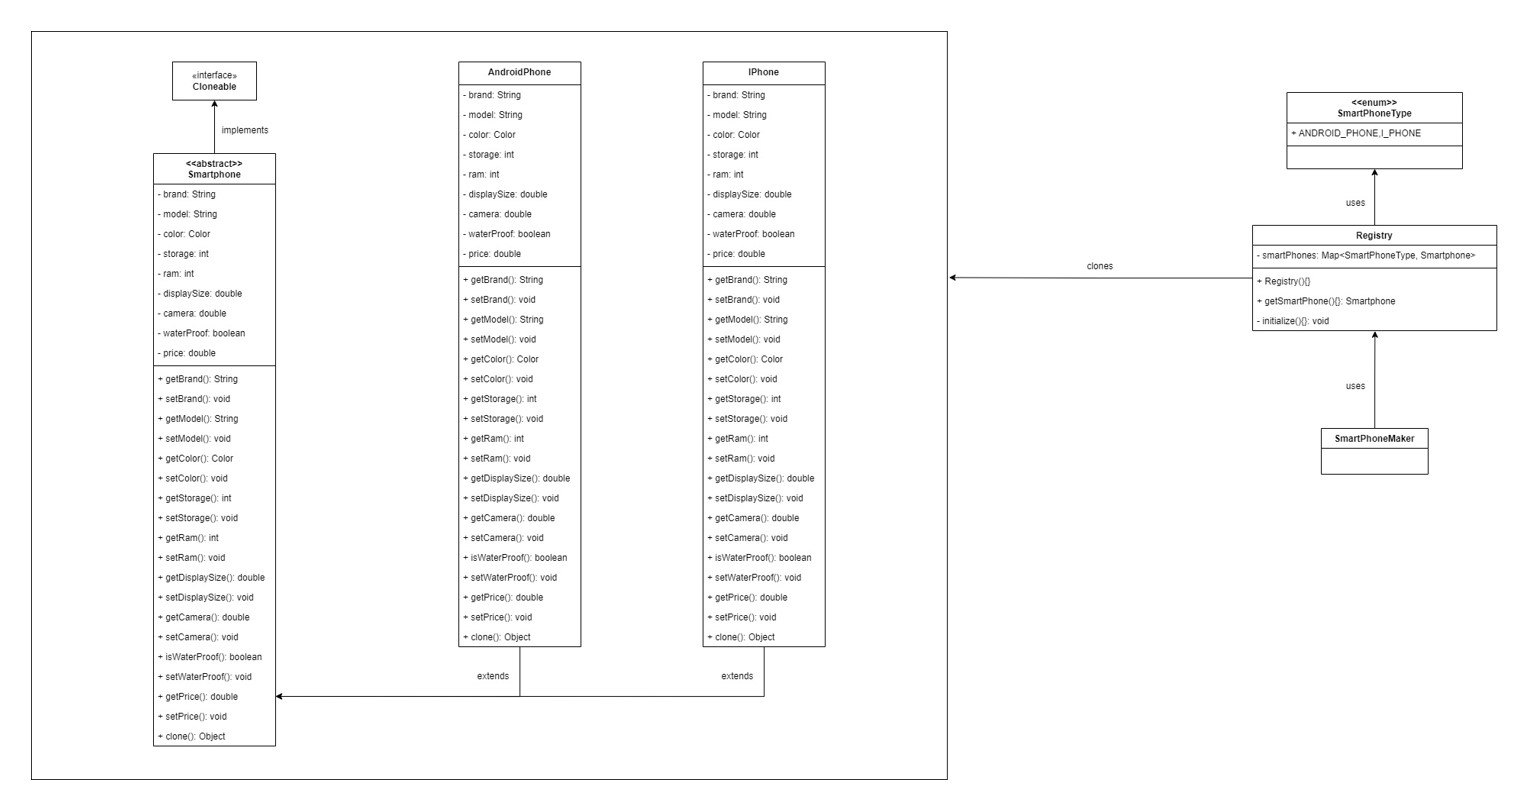 «interface»
Cloneable
implements
<<abstract>>
Smartphone
- brand: String
- model: String
- color: Color
- storage: int
- ram: int
- displaySize: double
- camera: double
- waterProof: boolean
- price: double
+ getBrand(): String
+ setBrand(): void
+ getModel(): String
+ setModel(): void
+ getColor(): Color
+ setColor(): void
+ getStorage(): int
+ setStorage(): void
+ getRam(): int
+ setRam(): void
+ getDisplaySize(): double
+ setDisplaySize(): void
+ getCamera(): double
+ setCamera(): void
+ isWaterProof(): boolean
+ setWaterProof(): void
+ getPrice(): double
+ setPrice(): void
+ clone(): Object
AndroidPhone
- brand: String
- model: String
- color: Color
- storage: int
- ram: int
- displaySize: double
- camera: double
- waterProof: boolean
- price: double
+ getBrand(): String
+ setBrand(): void
+ getModel(): String
+ setModel(): void
+ getColor(): Color
+ setColor(): void
+ getStorage(): int
+ setStorage(): void
+ getRam(): int
+ setRam(): void
+ getDisplaySize(): double
+ setDisplaySize(): void
+ getCamera(): double
+ setCamera(): void
+ isWaterProof(): boolean
+ setWaterProof(): void
+ getPrice(): double
+ setPrice(): void
+ clone(): Object
extends
IPhone
- brand: String
- model: String
- color: Color
- storage: int
- ram: int
- displaySize: double
- camera: double
- waterProof: boolean
- price: double
+ getBrand(): String
+ setBrand(): void
+ getModel(): String
+ setModel(): void
+ getColor(): Color
+ setColor(): void
+ getStorage(): int
+ setStorage(): void
+ getRam(): int
+ setRam(): void
+ getDisplaySize(): double
+ setDisplaySize(): void
+ getCamera(): double
+ setCamera(): void
+ isWaterProof(): boolean
+ setWaterProof(): void
+ getPrice(): double
+ setPrice(): void
+ clone(): Object
extends
clones
<<enum>>
SmartPhoneType
+ ANDROID_PHONE,I_PHONE
uses
Registry
- smartPhones: Map<SmartPhoneType, Smartphone>
+ Registry(){}
+ getSmartPhone(){}: Smartphone
- initialize(){}: void
uses
SmartPhoneMaker